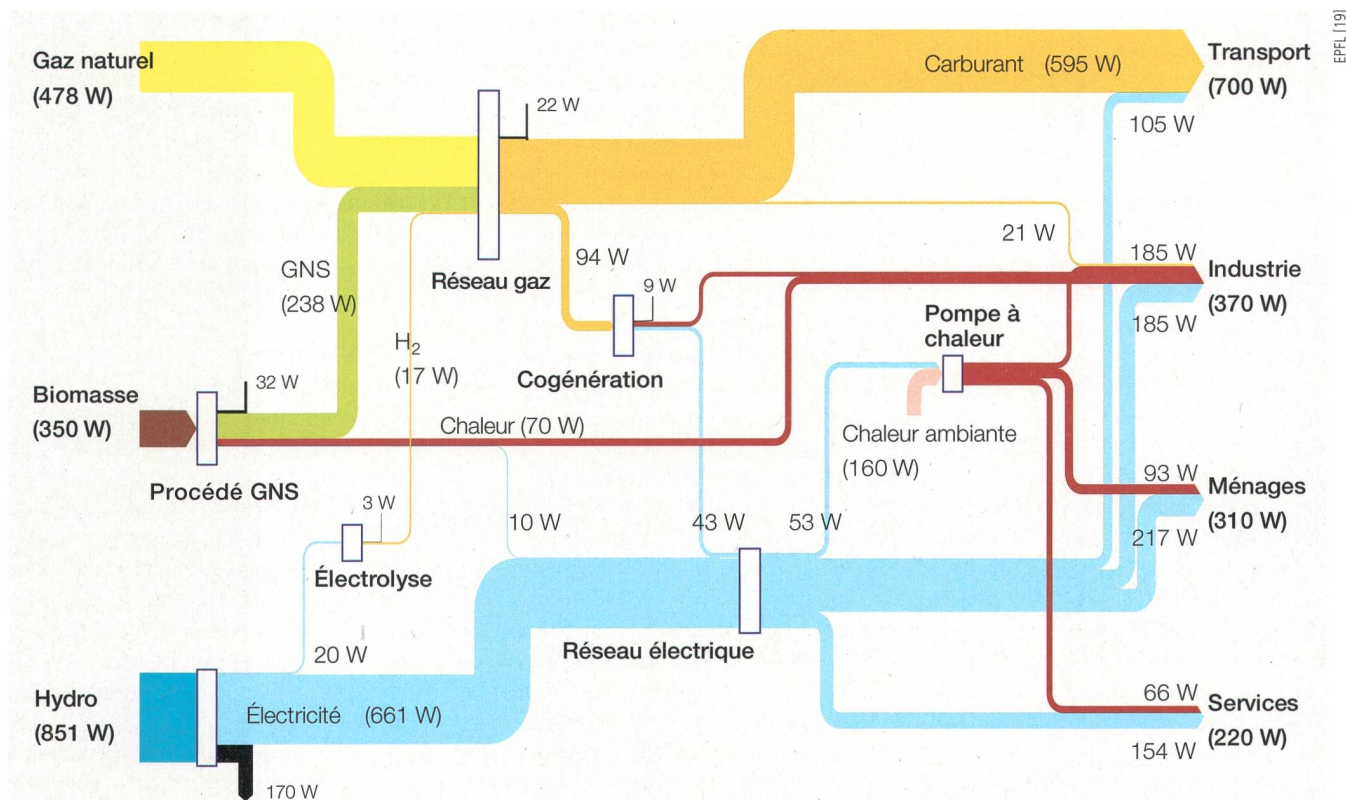 EPFL [19]
Gaz naturel
(478 W)
22 W
Carburant (595 W)
Transport
(700 W)
105 W
GNS
(238 W)
Réseau gaz
94 W
9 W
21 W
185 W
Industrie
(370 W)
185 W
H2
(17 W)
Cogénération
Pompe à
chaleur
Biomasse
(350 W)
32 W
Chaleur (70 W)
Chaleur ambiante
(160 W)
Procédé GNS
3 W
10 W
43 W
53 W
93 W
Ménages
(310 W)
217 W
Électrolyse
20 W
Réseau électrique
Hydro
(851 W)
Électricité (661 W)
66 W
Services
(220 W)
154 W
170 W